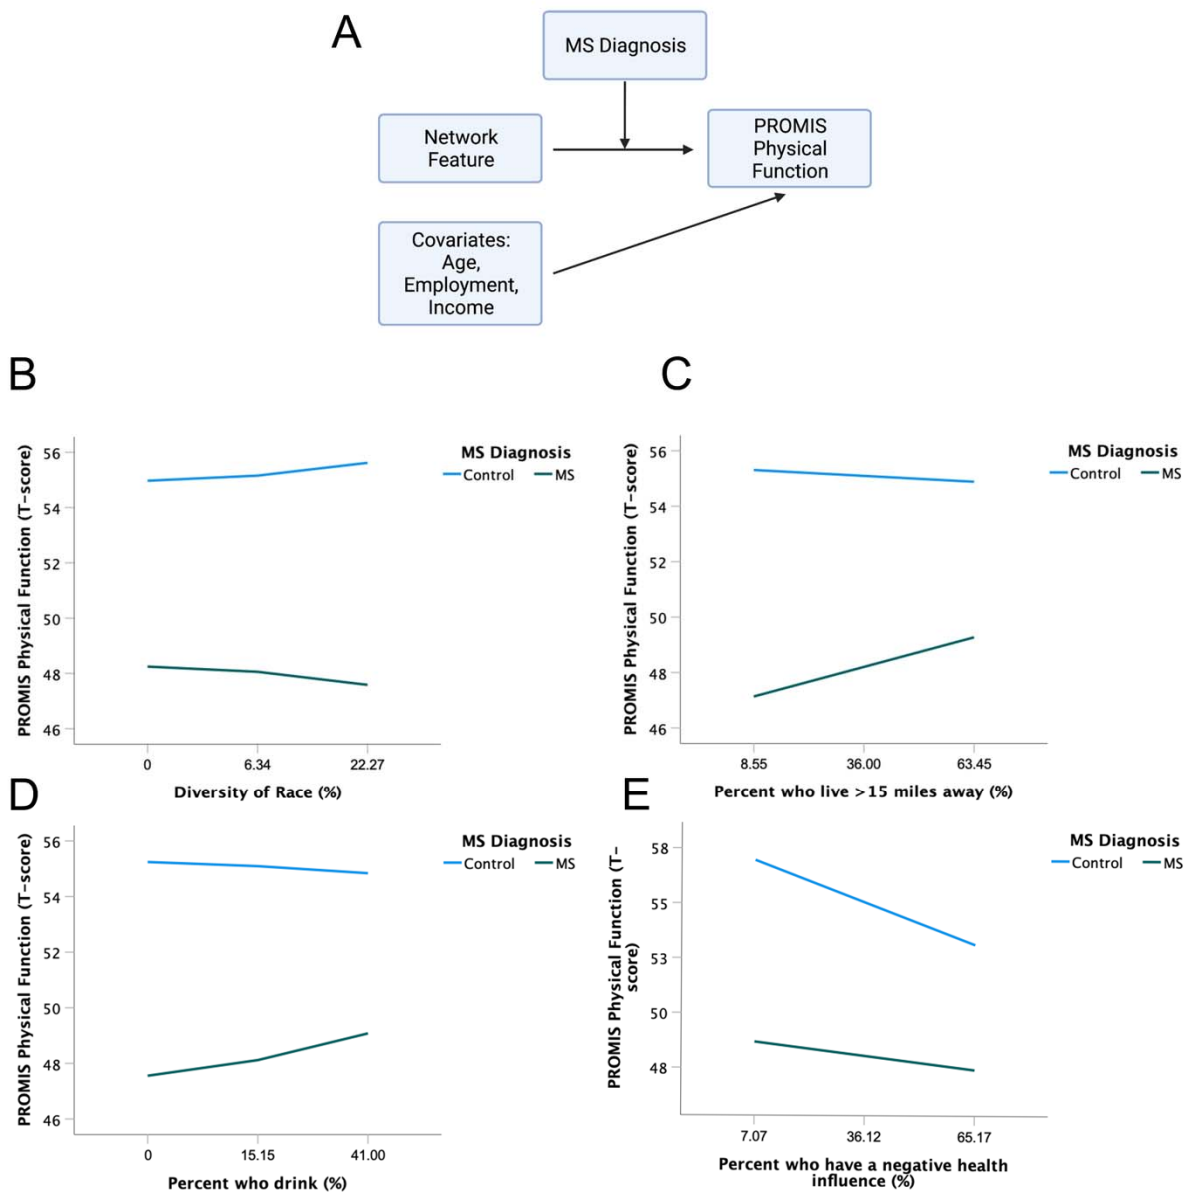 A
MS Diagnosis
Network
Feature
PROMIS
Physical
Function
Covariates:
Age,
Employment,
Income
B
PROMIS Physical Function (T-score)
56
54
52
50
48
46
0
6.34
22.27
Diversity of Race (%)
MS Diagnosis
Control
MS
C
PROMIS Physical Function (T-score)
56
54
52
50
48
46
8.55
36.00
63.45
Percent who live >15 miles away (%)
MS Diagnosis
Control
MS
D
PROMIS Physical Function (T-score)
56
54
52
50
48
46
0
15.15
41.00
Percent who drink (%)
MS Diagnosis
Control
MS
E
PROMIS Physical Function (T-
score)
58
55
53
50
48
7.07
36.12
65.17
Percent who have a negative health
influence (%)
MS Diagnosis
Control
MS